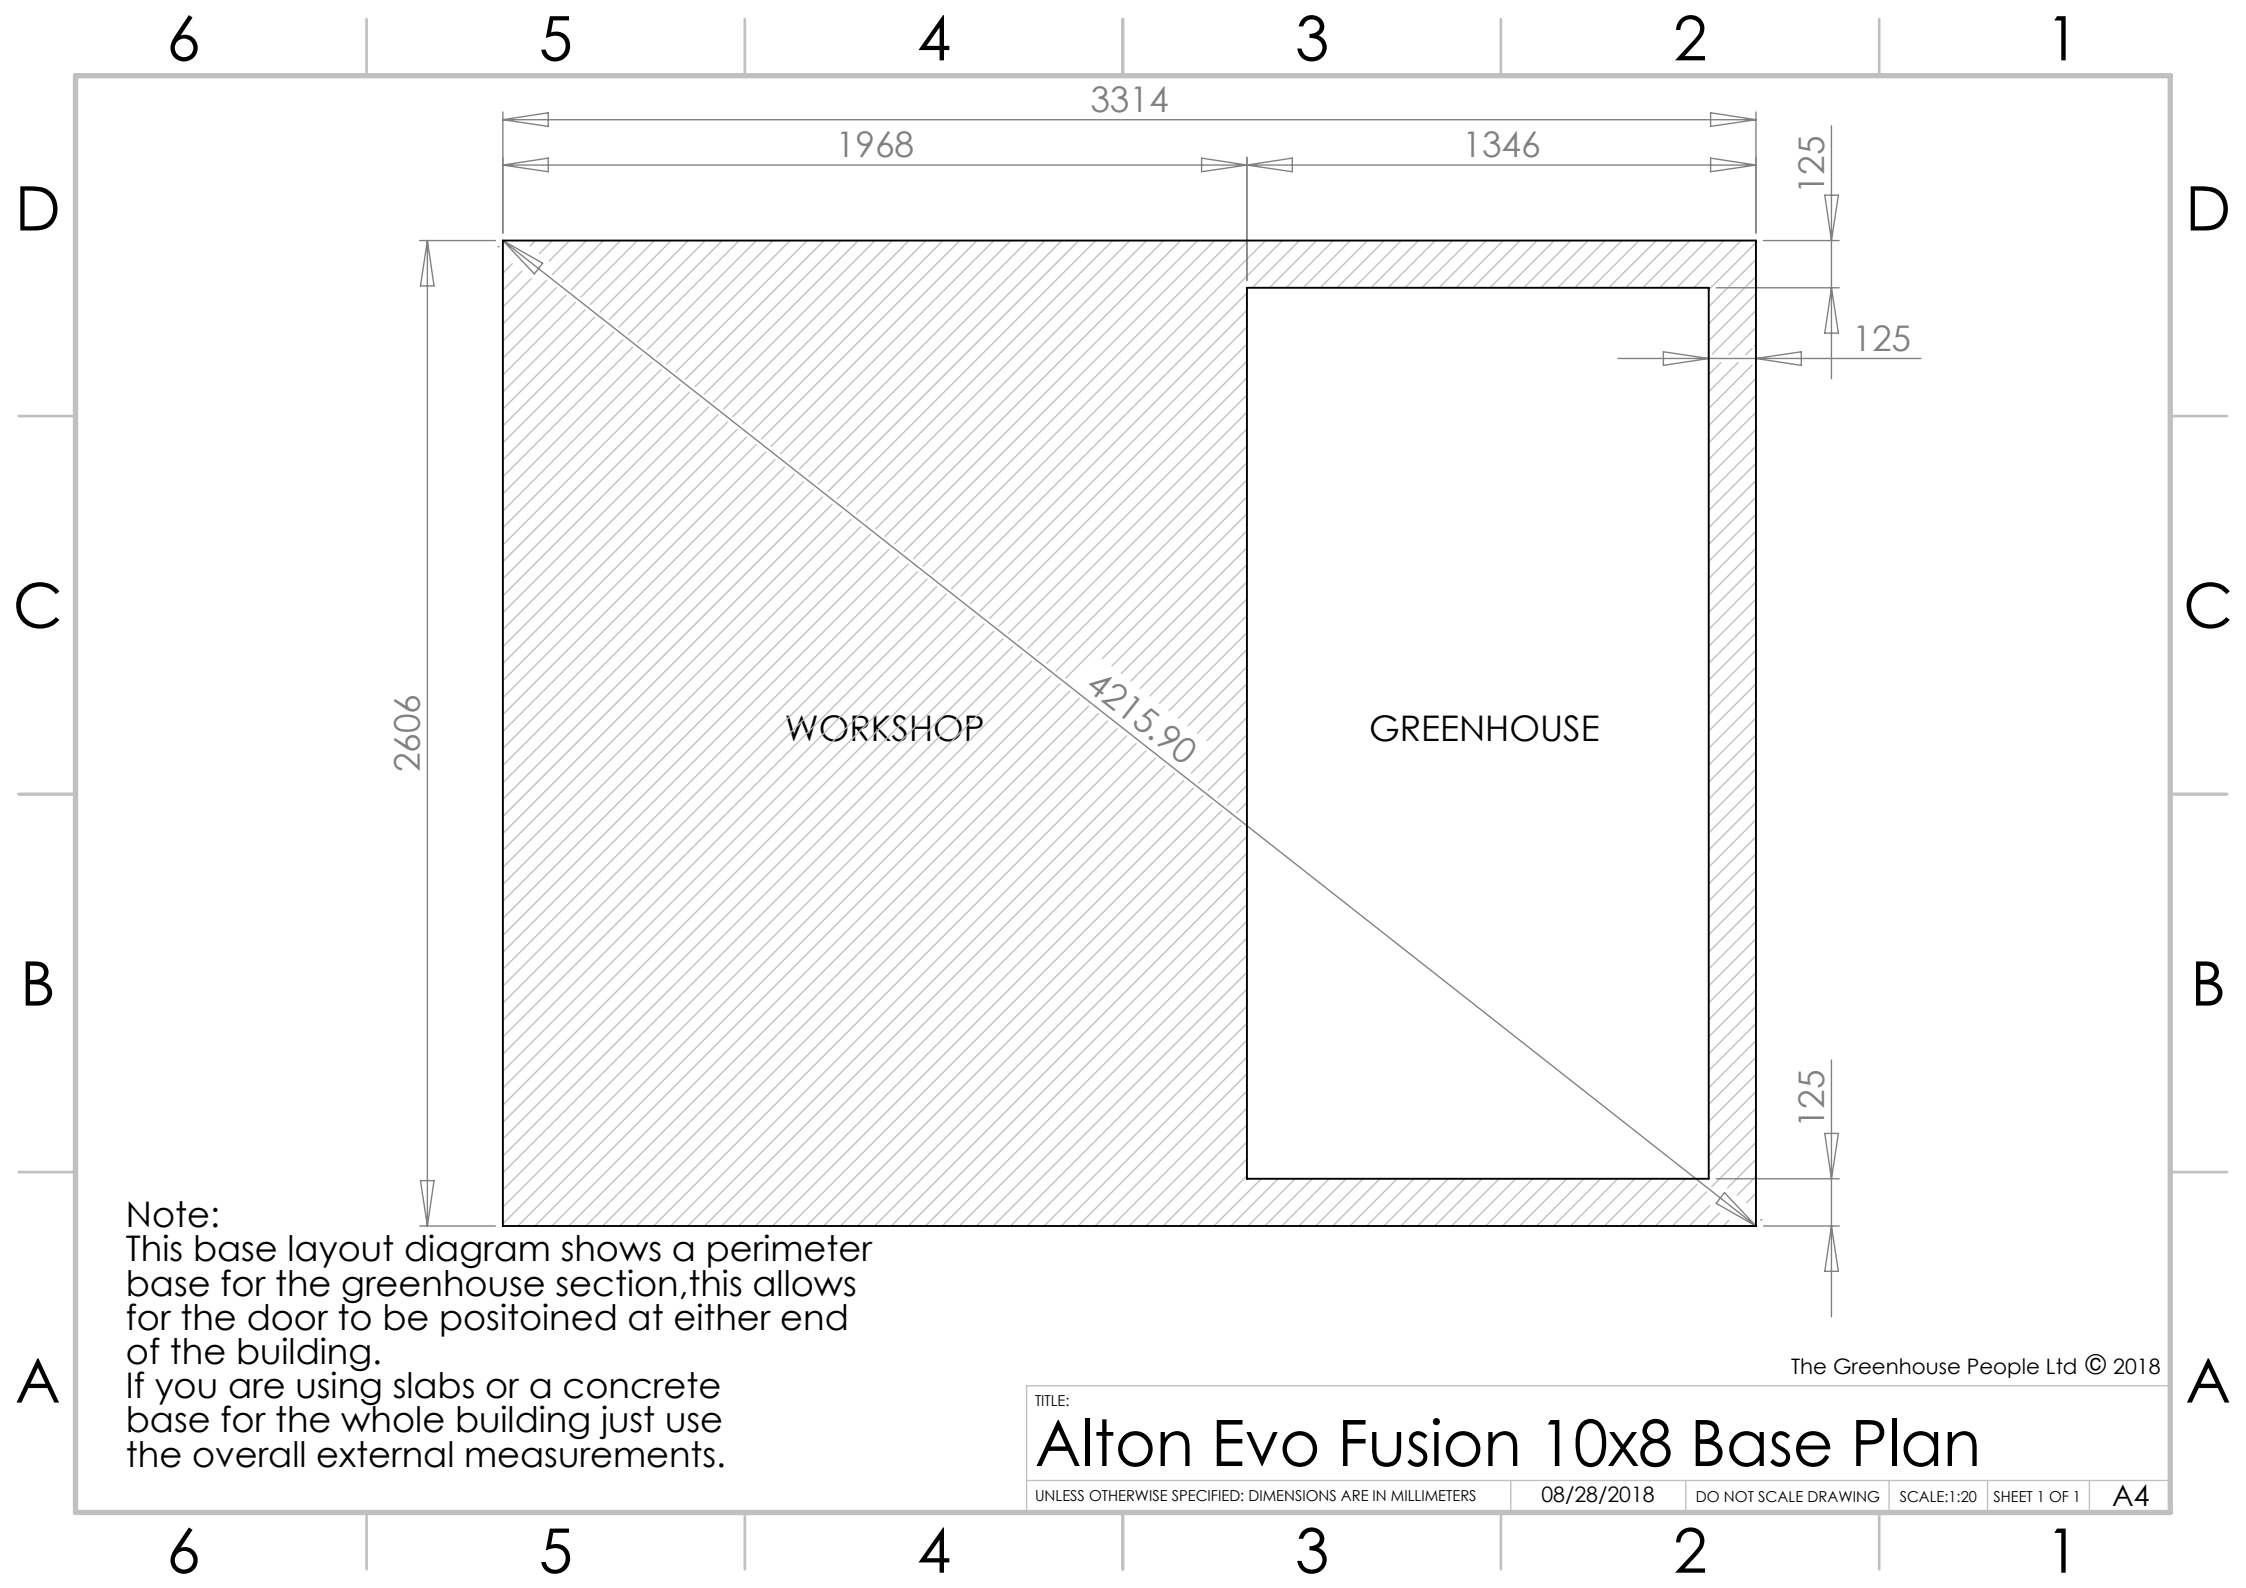 6 5 4 3 2 1
3314
1968 1346
125
D D
125
C C
2606
WORKSHOP
4215.90
GREENHOUSE
B B
125
Note:
This base layout diagram shows a perimeter
base for the greenhouse section,this allows
for the door to be positoined at either end
of the building.
If you are using slabs or a concrete
base for the whole building just use
the overall external measurements.
A A
The Greenhouse People Ltd © 2018
TITLE:
Alton Evo Fusion 10x8 Base Plan
UNLESS OTHERWISE SPECIFIED: DIMENSIONS ARE IN MILLIMETERS 08/28/2018 DO NOT SCALE DRAWING SCALE:1:20 SHEET 1 OF 1 A4
6 5 4 3 2 1